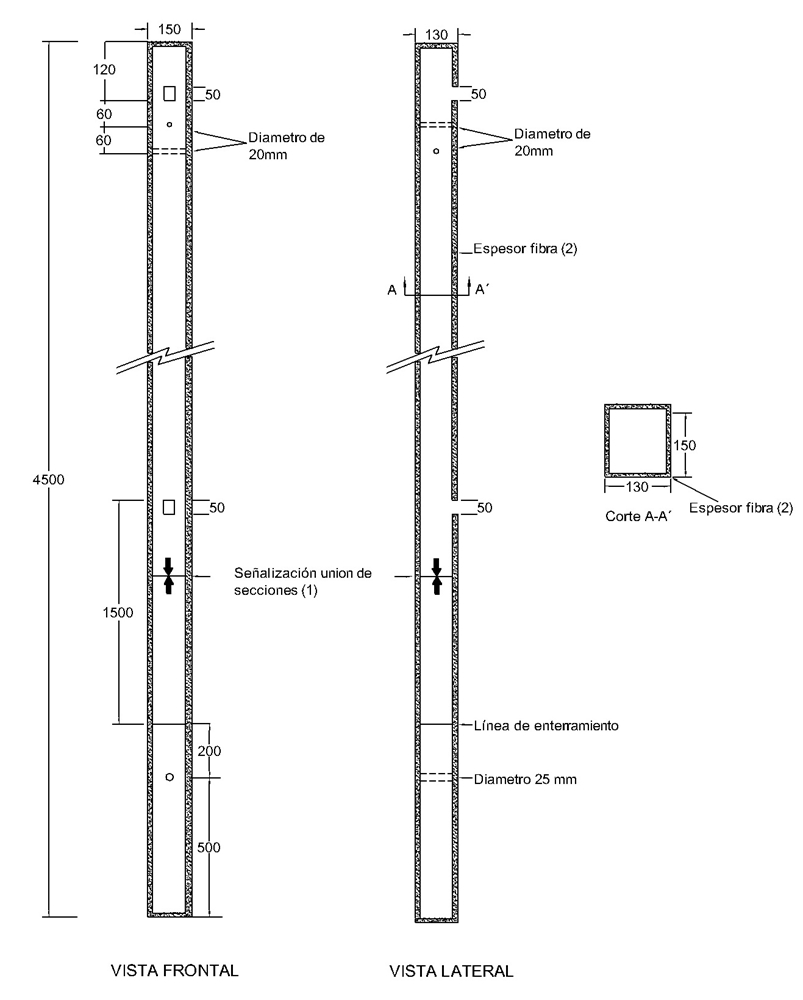 150
130
120
50
50
60
60
Diametro de
20mm
Diametro de
20mm
Espesor fibra (2)
A
A´
4500
150
130
Espesor fibra (2)
Corte A-A´
50
50
Señalización union de
secciones (1)
1500
Línea de enterramiento
200
Diametro 25 mm
500
VISTA FRONTAL
VISTA LATERAL